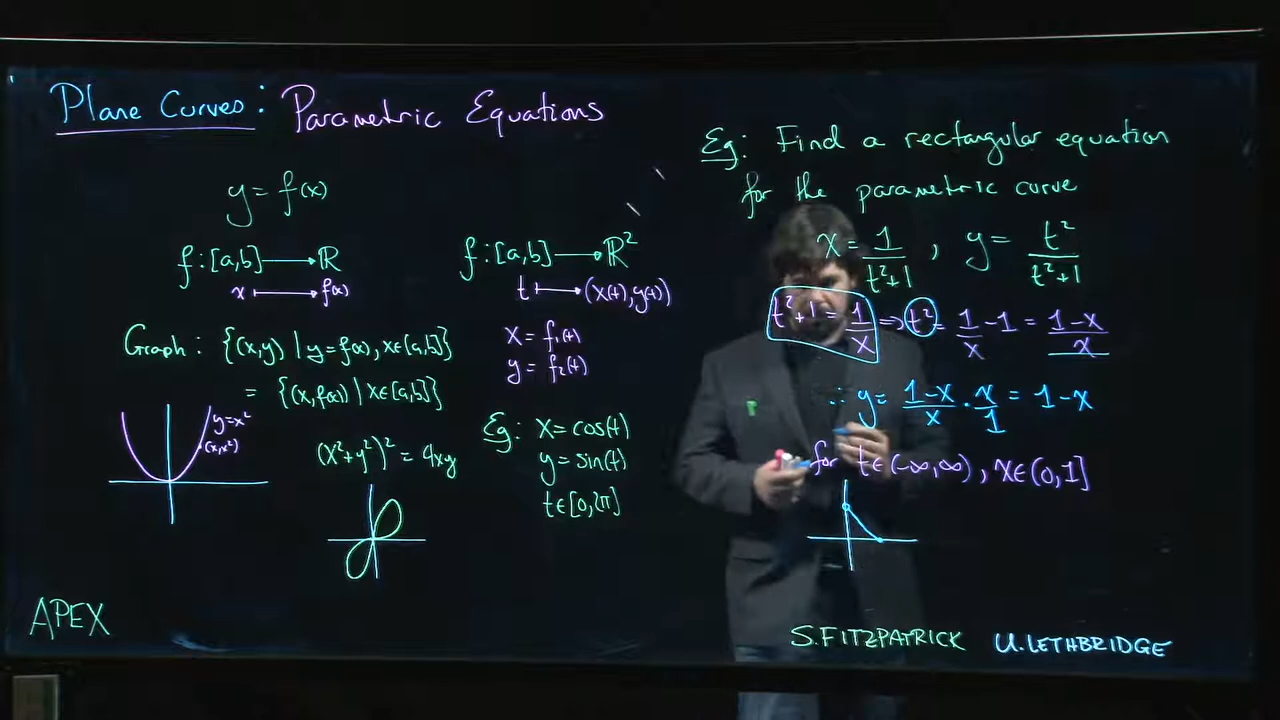 Plane Curves: Parametric Equations
y = f(x)
f: [a,b] ⟶ ℝ
x ⟼ f(x)
Graph: {(x,y) | y=f(x), x∈[a,b]}
= {(x,f(x)) | x∈[a,b]}
y=x²
(x,x²)
(x²+y²)² = 4xy
f: [a,b] ⟶ ℝ²
t ⟼ (x(t), y(t))
x = f₁(t)
y = f₂(t)
Eg: x = cos(t)
y = sin(t)
t∈[0,2π]
Eg: Find a rectangular equation
for the parametric curve
x = 1/(t²+1), y = t²/(t²+1)
t²+1 = 1/x ⇒ t² = 1/x - 1 = (1-x)/x
∴ y = (1-x)/x · x/1 = 1-x
for t∈(-∞,∞), x∈(0,1]
APEX
S.FITZPATRICK U.LETHBRIDGE